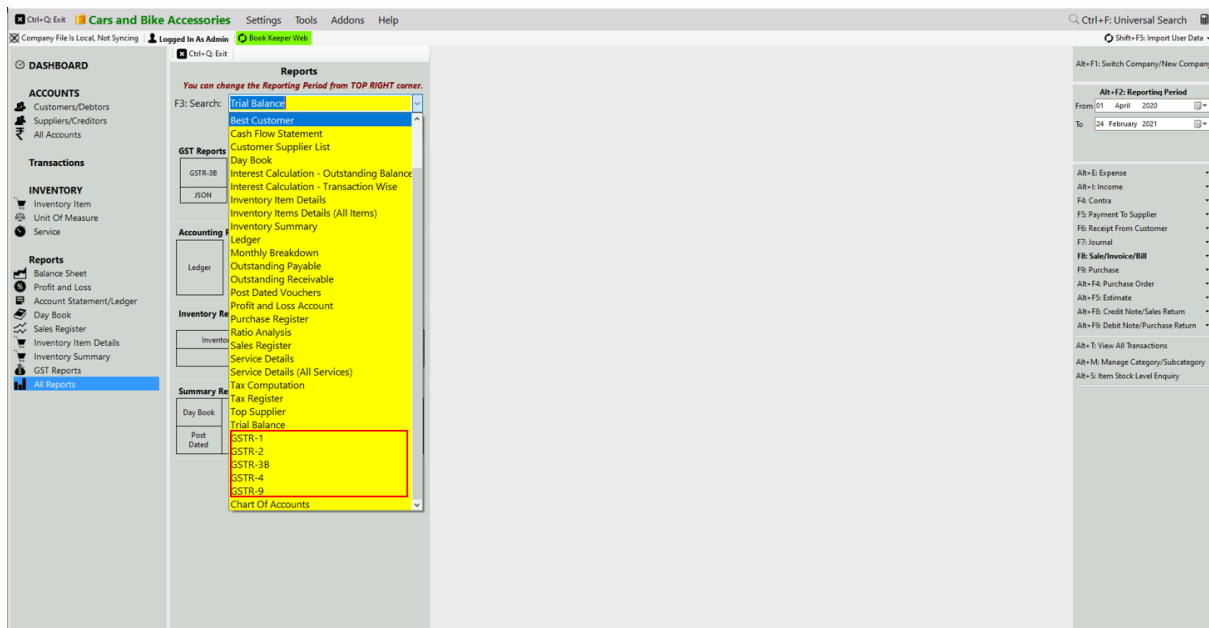 Ctrl+Q: Exit Cars and Bike Accessories Settings Tools Addons Help Ctrl+F: Universal Search
Company File Is Local, Not Syncing Logged In As Admin Book Keeper Web Shift+F5: Import User Data
DASHBOARD
ACCOUNTS
Customers/Debtors
Suppliers/Creditors
All Accounts
Transactions
INVENTORY
Inventory Item
Unit Of Measure
Service
Reports
Balance Sheet
Profit and Loss
Account Statement/Ledger
Day Book
Sales Register
Inventory Item Details
Inventory Summary
GST Reports
All Reports
Ctrl+Q: Exit
Reports
You can change the Reporting Period from TOP RIGHT corner.
F3: Search: Trial Balance
Best Customer
Cash Flow Statement
Customer Supplier List
Day Book
Interest Calculation - Outstanding Balance
Interest Calculation - Transaction Wise
Inventory Item Details
Inventory Items Details (All Items)
Inventory Summary
Ledger
Monthly Breakdown
Outstanding Payable
Outstanding Receivable
Post Dated Vouchers
Profit and Loss Account
Purchase Register
Ratio Analysis
Sales Register
Service Details
Service Details (All Services)
Tax Computation
Tax Register
Top Supplier
Trial Balance
GSTR-1
GSTR-2
GSTR-3B
GSTR-4
GSTR-9
Chart Of Accounts
GST Reports
GSTR-3B
JSON
Accounting
Ledger
Inventory Re
Invento
Summary Re
Day Book
Post
Dated
Alt+F1: Switch Company/New Company
Alt+F2: Reporting Period
From 01 April 2020
To 24 February 2021
Alt+E: Expense
Alt+I: Income
F4: Contra
F5: Payment To Supplier
F6: Receipt From Customer
F7: Journal
F8: Sale/Invoice/Bill
F9: Purchase
Alt+F4: Purchase Order
Alt+F5: Estimate
Alt+F8: Credit Note/Sales Return
Alt+F9: Debit Note/Purchase Return
Alt+T: View All Transactions
Alt+M: Manage Category/Subcategory
Alt+S: Item Stock Level Enquiry